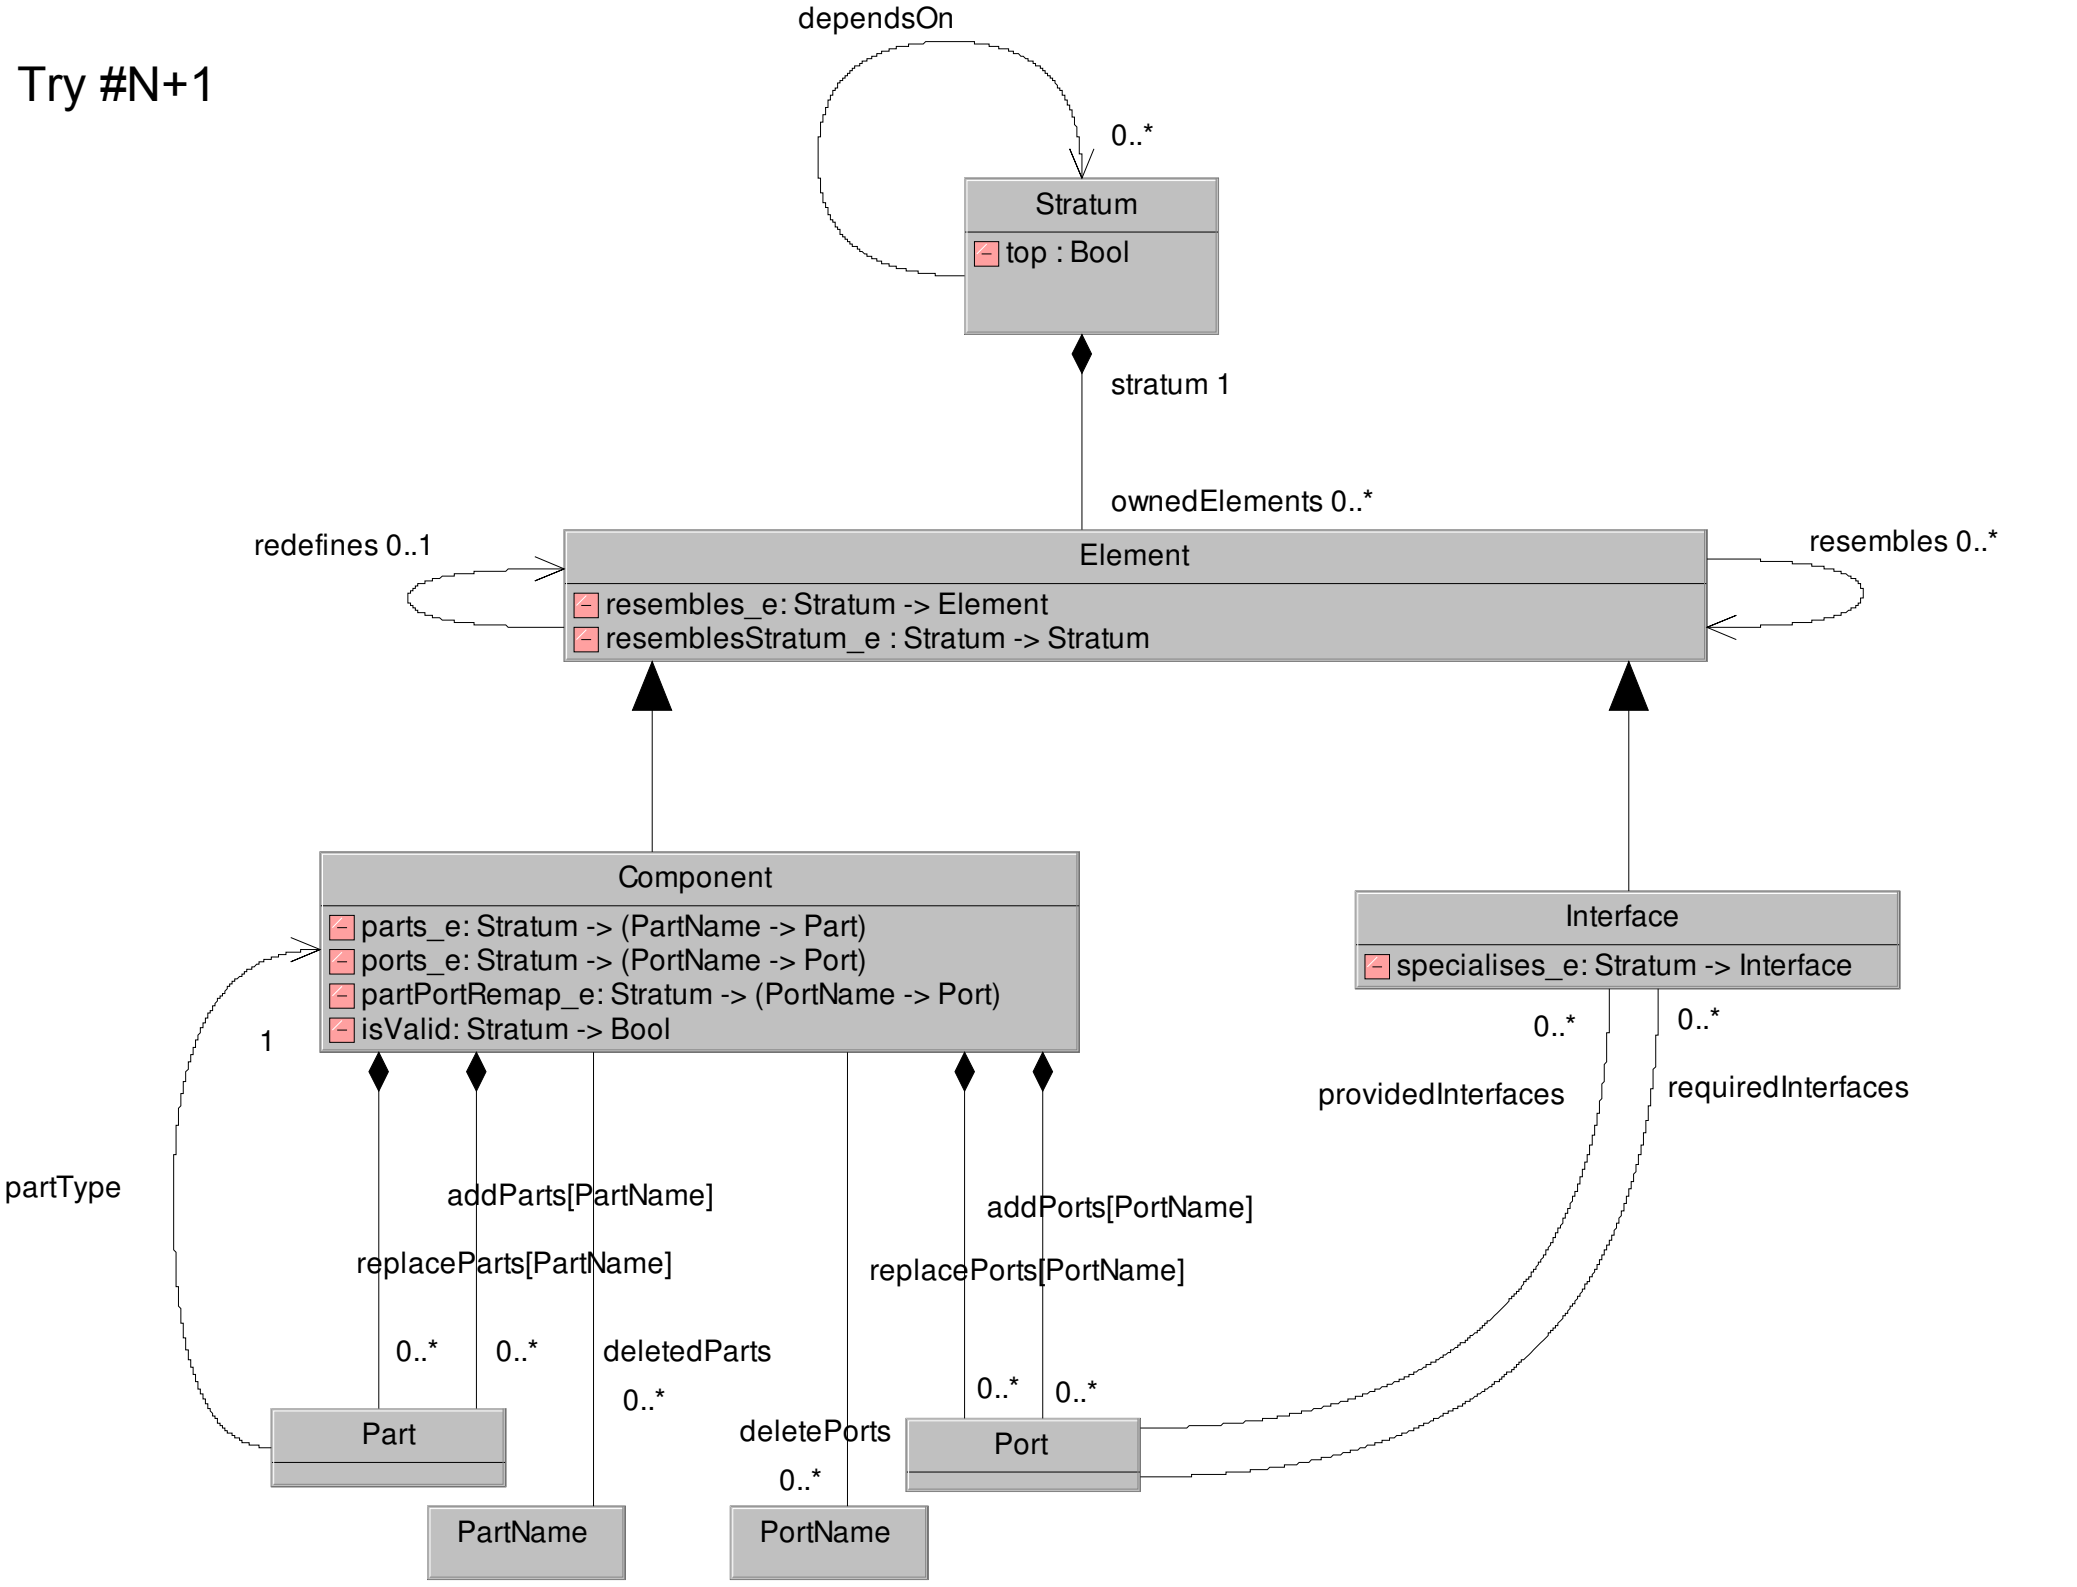 dependsOn
Try #N+1
0..*
Stratum
top : Bool
stratum 1
ownedElements 0..*
redefines 0..1
resembles 0..*
Element
resembles_e: Stratum -> Element
resemblesStratum_e : Stratum -> Stratum
Component
parts_e: Stratum -> (PartName -> Part)
ports_e: Stratum -> (PortName -> Port)
partPortRemap_e: Stratum -> (PortName -> Port)
isValid: Stratum -> Bool
Interface
specialises_e: Stratum -> Interface
1
0..*
0..*
providedInterfaces
requiredInterfaces
partType
addParts[PartName]
addPorts[PortName]
replaceParts[PartName]
replacePorts[PortName]
0..*
0..*
deletedParts
0..*
0..*
0..*
deletePorts
0..*
Part
Port
PartName
PortName